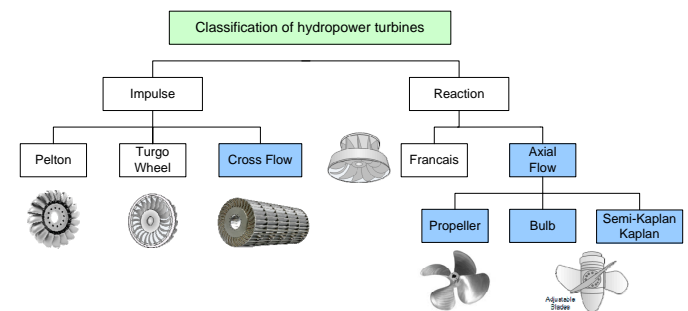 Classification of hydropower turbines
Impulse
Reaction
Pelton
Turgo
Wheel
Cross Flow
Francais
Axial
Flow
Propeller
Bulb
Semi-Kaplan
Kaplan
Adjustable
Blades